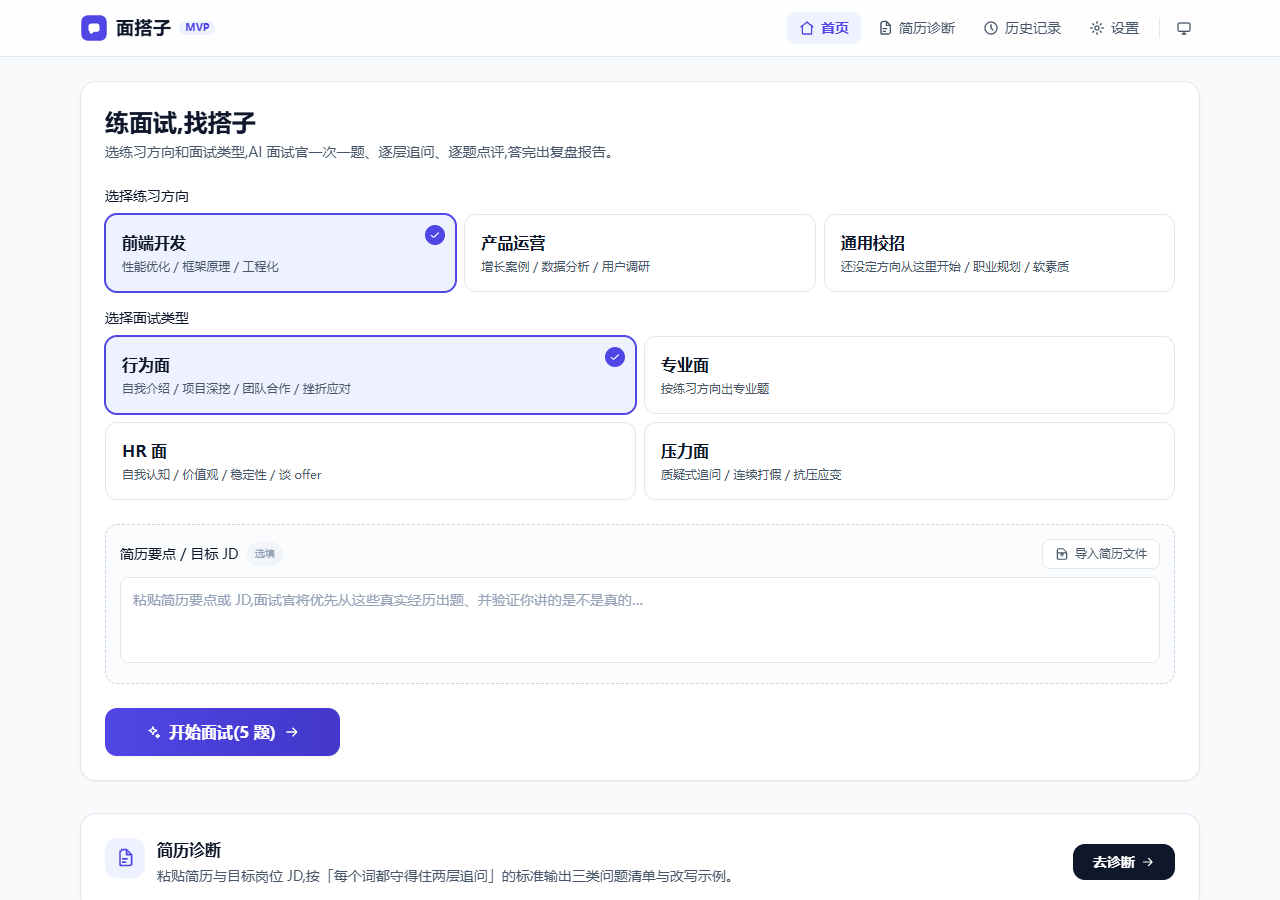 面搭子 MVP
首页 简历诊断 历史记录 设置
练面试,找搭子
选练习方向和面试类型,AI 面试官一次一题、逐层追问、逐题点评,答完出复盘报告。
选择练习方向
前端开发
性能优化 / 框架原理 / 工程化
产品运营
增长案例 / 数据分析 / 用户调研
通用校招
还没定方向从这里开始 / 职业规划 / 软素质
选择面试类型
行为面
自我介绍 / 项目深挖 / 团队合作 / 挫折应对
专业面
按练习方向出专业题
HR 面
自我认知 / 价值观 / 稳定性 / 谈 offer
压力面
质疑式追问 / 连续打假 / 抗压应变
简历要点 / 目标 JD 选填
导入简历文件
粘贴简历要点或 JD,面试官将优先从这些真实经历出题、并验证你讲的是不是真的...
开始面试(5 题)
简历诊断
粘贴简历与目标岗位 JD,按「每个词都守得住两层追问」的标准输出三类问题清单与改写示例。
去诊断